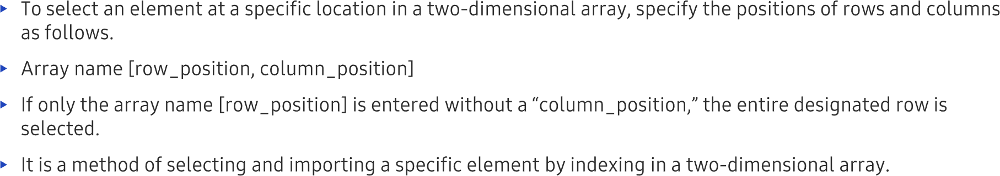 ▶ To select an element at a specific location in a two-dimensional array, specify the positions of rows and columns
as follows.
▶ Array name [row_position, column_position]
▶ If only the array name [row_position] is entered without a “column_position,” the entire designated row is
selected.
▶ It is a method of selecting and importing a specific element by indexing in a two-dimensional array.